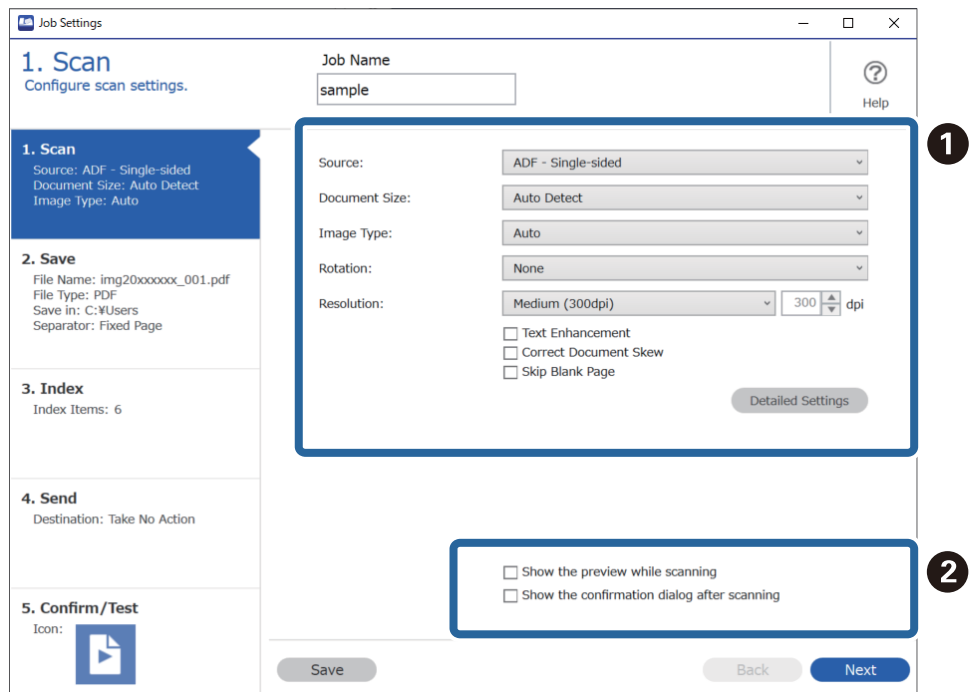 Job Settings
1. Scan
Configure scan settings.
Job Name
sample
Help
1. Scan
Source: ADF - Single-sided
Document Size: Auto Detect
Image Type: Auto
2. Save
File Name: img20xxxxxx_001.pdf
File Type: PDF
Save in: C:¥Users
Separator: Fixed Page
3. Index
Index Items: 6
4. Send
Destination: Take No Action
5. Confirm/Test
Icon:
1
Source: ADF - Single-sided
Document Size: Auto Detect
Image Type: Auto
Rotation: None
Resolution: Medium (300dpi) 300 dpi
Text Enhancement
Correct Document Skew
Skip Blank Page
Detailed Settings
2
Show the preview while scanning
Show the confirmation dialog after scanning
Save Back Next